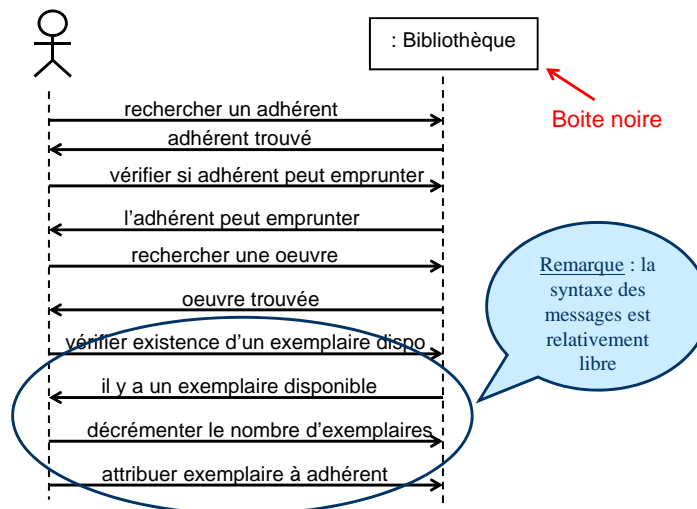 : Bibliothèque
rechercher un adhérent
Boite noire
adhérent trouvé
vérifier si adhérent peut emprunter
l'adhérent peut emprunter
rechercher une oeuvre
Remarque : la
syntaxe des
messages est
relativement
libre
oeuvre trouvée
vérifier existence d'un exemplaire dispo
il y a un exemplaire disponible
décrémenter le nombre d'exemplaires
attribuer exemplaire à adhérent